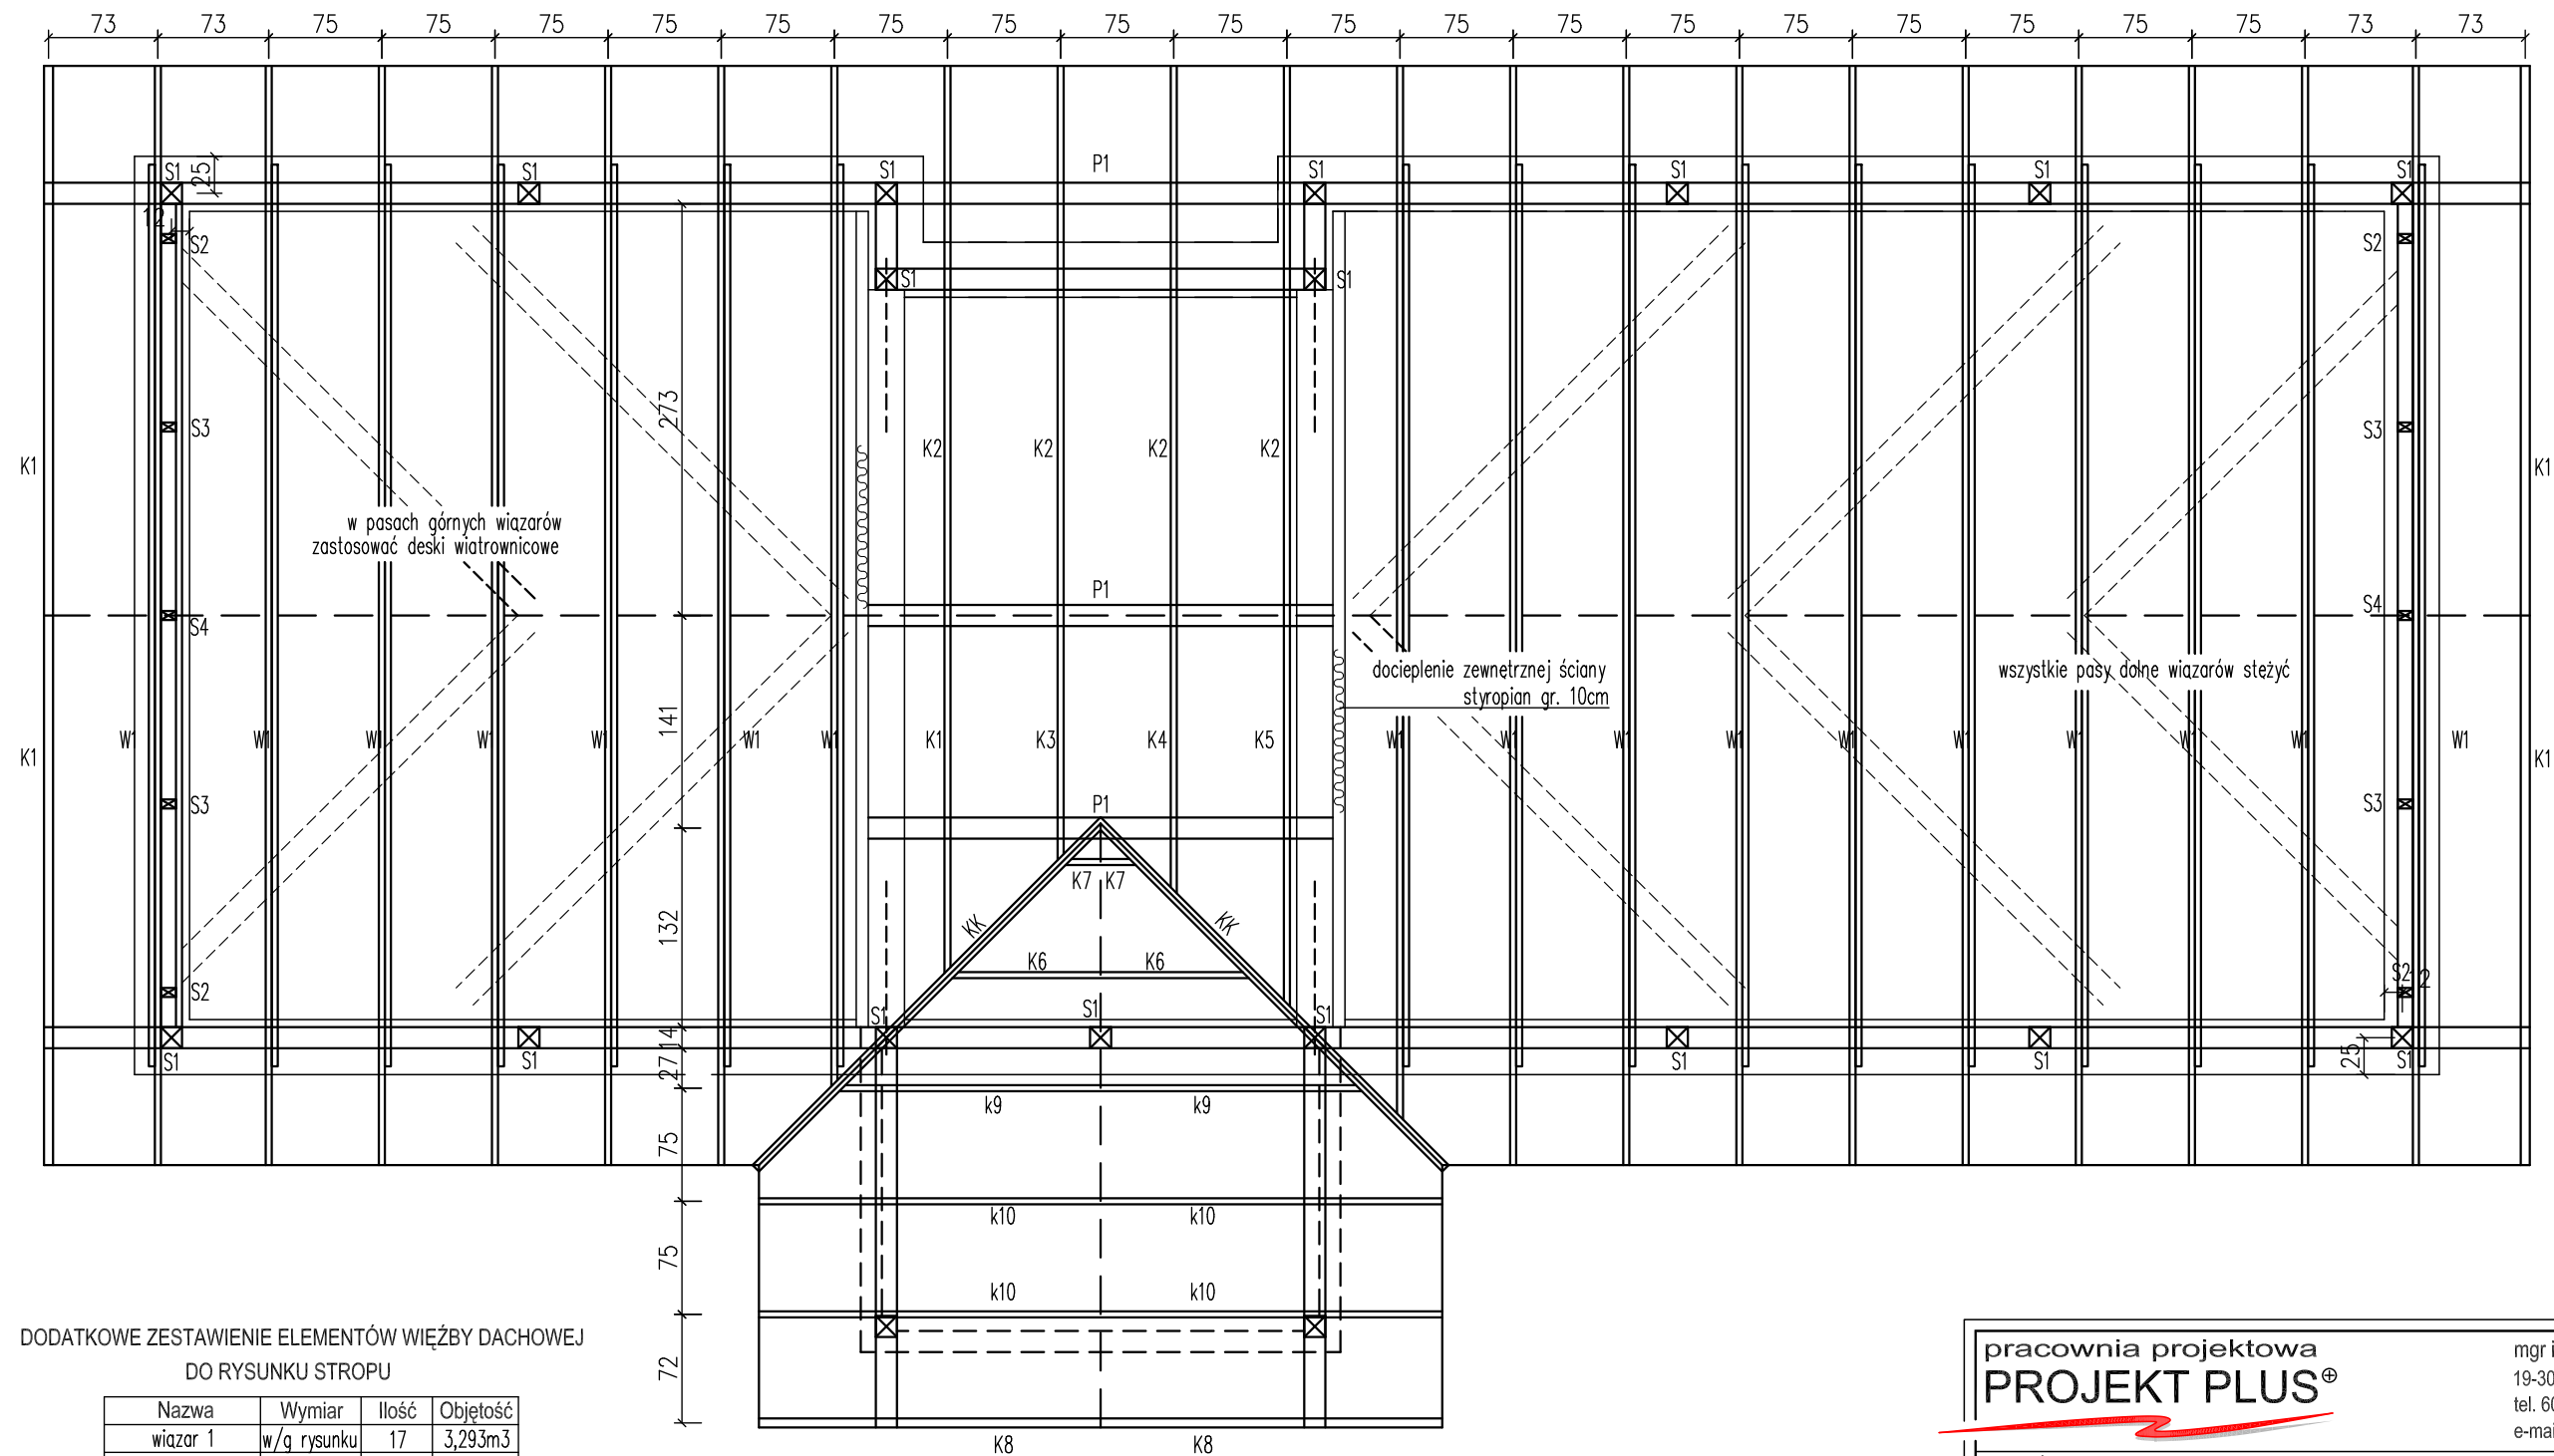 73 73 75 75 75 75 75 75 75 75 75 75 75 75 75 75 75 75 75 75 73 73
S1 25 S1 S1 P1 S1 S1 S1 S1
12
S2 S2
S1 S1
273
S3 K2 K2 K2 K2 S3
K1 K1
w pasach górnych wiązarów
zastosować deski wiatrownicowe
P1
S4 S4
docieplenie zewnętrznej ściany
styropian gr. 10cm
wszystkie pasy dolne wiązarów stężyć
141
W1 W1 W1 W1 W1 W1 W1 K1 K3 K4 K5 W1 W1 W1 W1 W1 W1 W1 W1 W1 W1
K1 K1
S3 P1 S3
K7 K7
132
KK KK
K6 K6
S2 S2 12
S1 S1 S1
14
S1 S1 27 S1 S1 25 S1
k9 k9
75
k10 k10
75
k10 k10
72
K8 K8
DODATKOWE ZESTAWIENIE ELEMENTÓW WIĘŹBY DACHOWEJ
DO RYSUNKU STROPU
Nazwa Wymiar Ilość Objętość
wiązar 1 w/g rysunku 17 3,293m3
pracownia projektowa
PROJEKT PLUS
mgr i
19-30
tel. 60
e-mai